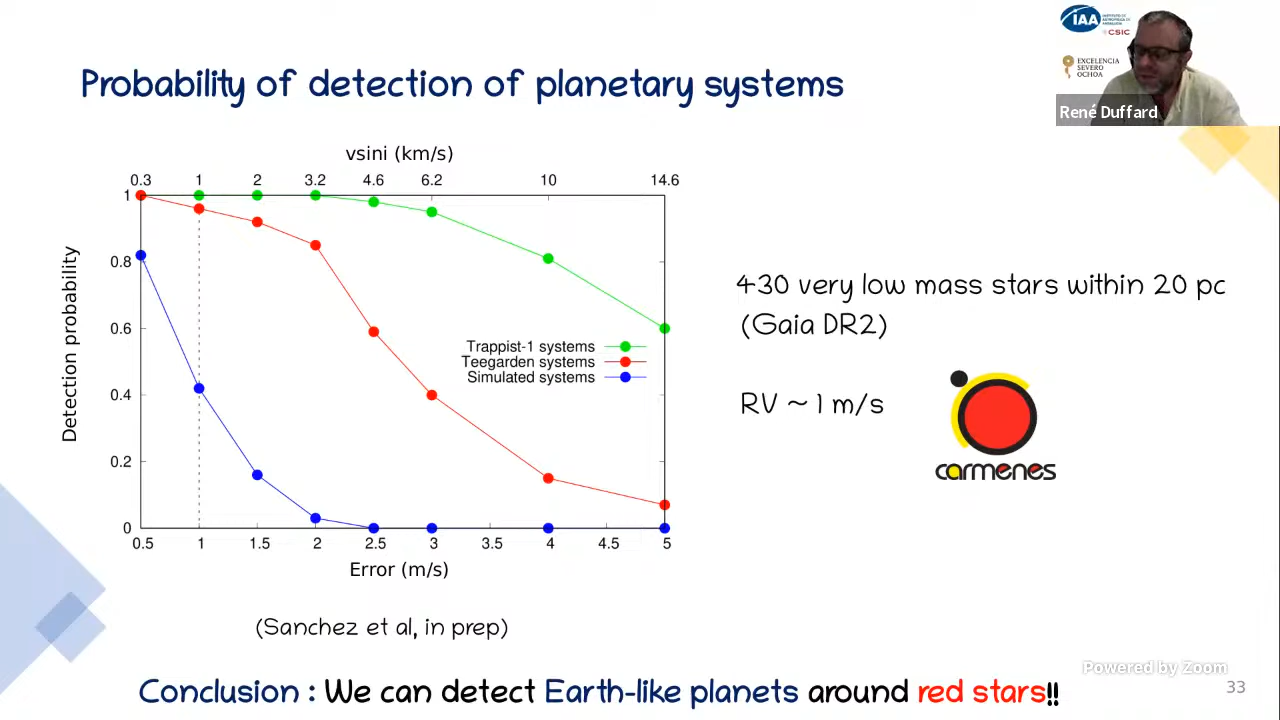 IAA INSTITUTO DE ASTROFÍSICA DE ANDALUCÍA
CSIC
EXCELENCIA
SEVERO
OCHOA
René Duffard
Probability of detection of planetary systems
vsini (km/s)
0.3 1 2 3.2 4.6 6.2 10 14.6
Detection probability
1
0.8
0.6
0.4
0.2
0
Trappist-1 systems
Teegarden systems
Simulated systems
0.5 1 1.5 2 2.5 3 3.5 4 4.5 5
Error (m/s)
(Sanchez et al, in prep)
430 very low mass stars within 20 pc
(Gaia DR2)
RV ~ 1 m/s
carmenes
Conclusion : We can detect Earth-like planets around red stars!!
Powered by Zoom
33